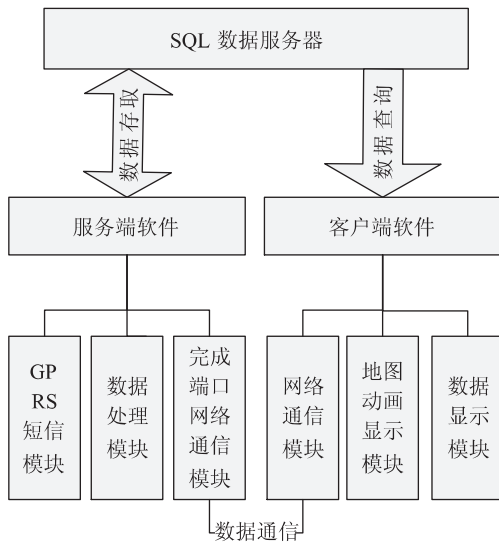 SQL 数据服务器
数据存取
数据查询
服务端软件
客户端软件
GP
RS
短信
模块
数据
处理
模块
完成
端口
网络
通信
模块
网络
通信
模块
地图
动画
显示
模块
数据
显示
模块
数据通信